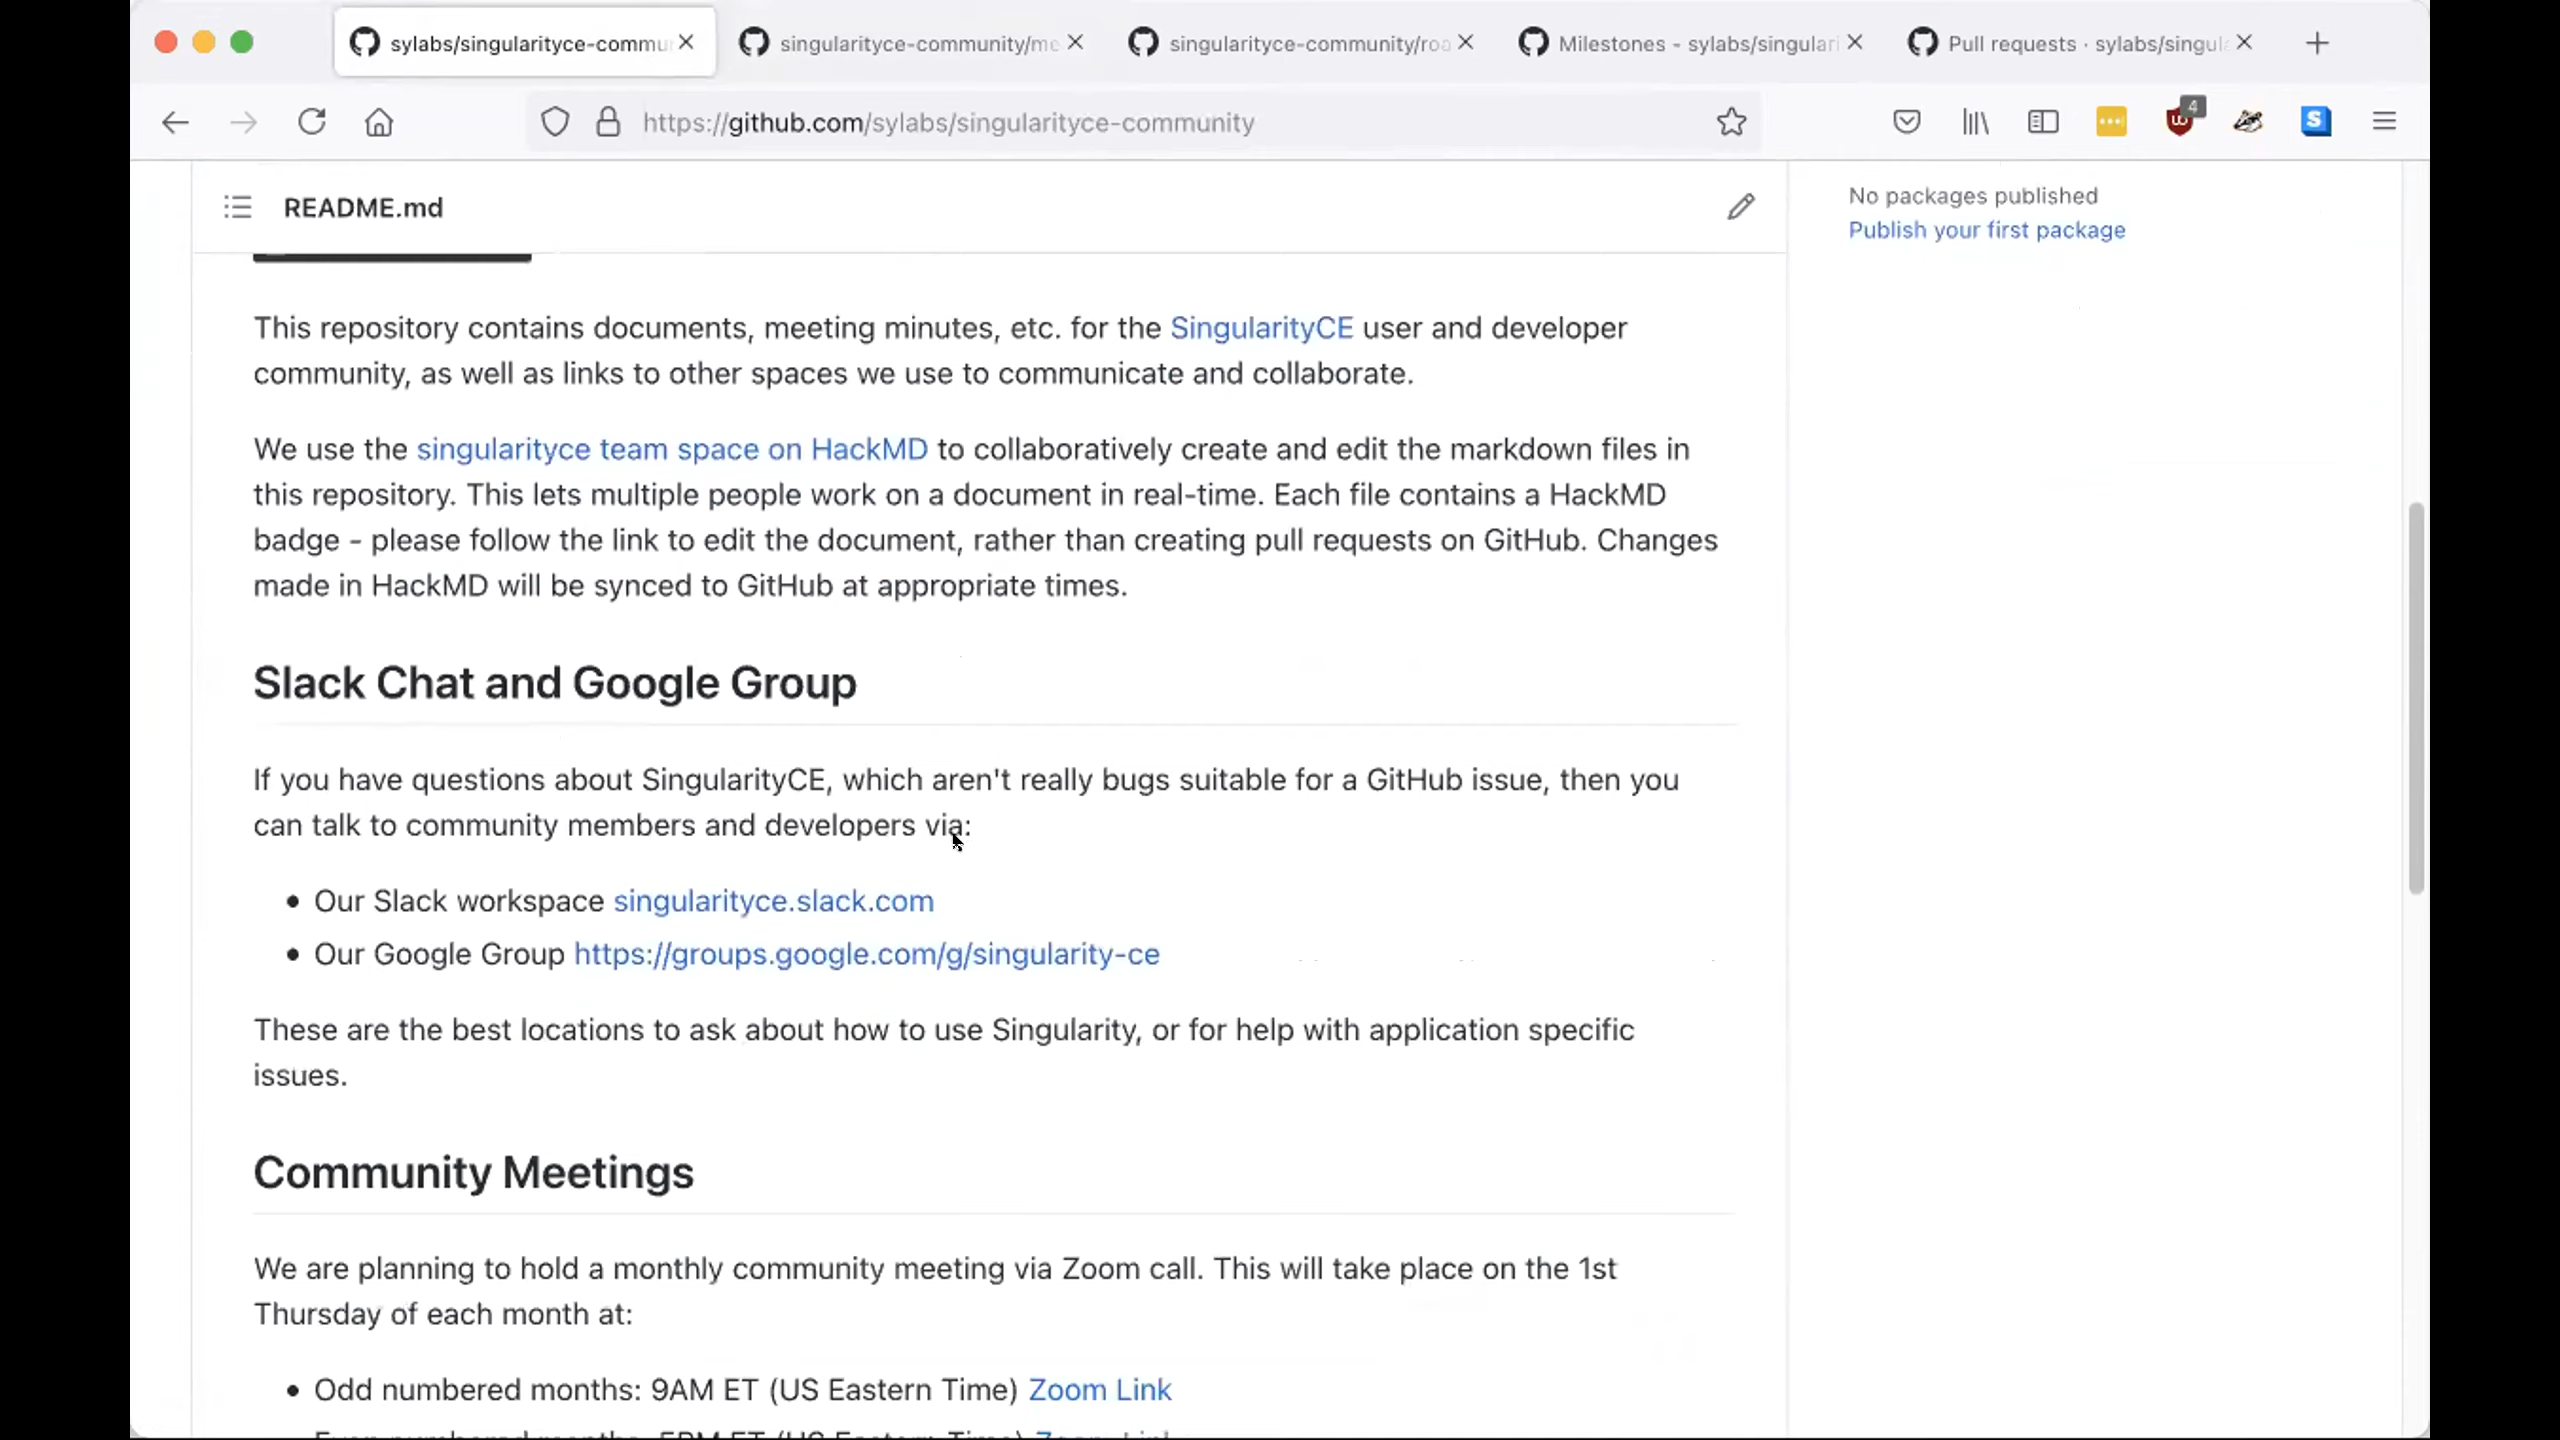 sylabs/singularityce-commu
singularityce-community/me
singularityce-community/roa
Milestones - sylabs/singulari
Pull requests · sylabs/singul
https://github.com/sylabs/singularityce-community
4
S
README.md
No packages published
Publish your first package
This repository contains documents, meeting minutes, etc. for the SingularityCE user and developer
community, as well as links to other spaces we use to communicate and collaborate.
We use the singularityce team space on HackMD to collaboratively create and edit the markdown files in
this repository. This lets multiple people work on a document in real-time. Each file contains a HackMD
badge - please follow the link to edit the document, rather than creating pull requests on GitHub. Changes
made in HackMD will be synced to GitHub at appropriate times.
Slack Chat and Google Group
If you have questions about SingularityCE, which aren't really bugs suitable for a GitHub issue, then you
can talk to community members and developers via:
Our Slack workspace singularityce.slack.com
Our Google Group https://groups.google.com/g/singularity-ce
These are the best locations to ask about how to use Singularity, or for help with application specific
issues.
Community Meetings
We are planning to hold a monthly community meeting via Zoom call. This will take place on the 1st
Thursday of each month at:
Odd numbered months: 9AM ET (US Eastern Time) Zoom Link